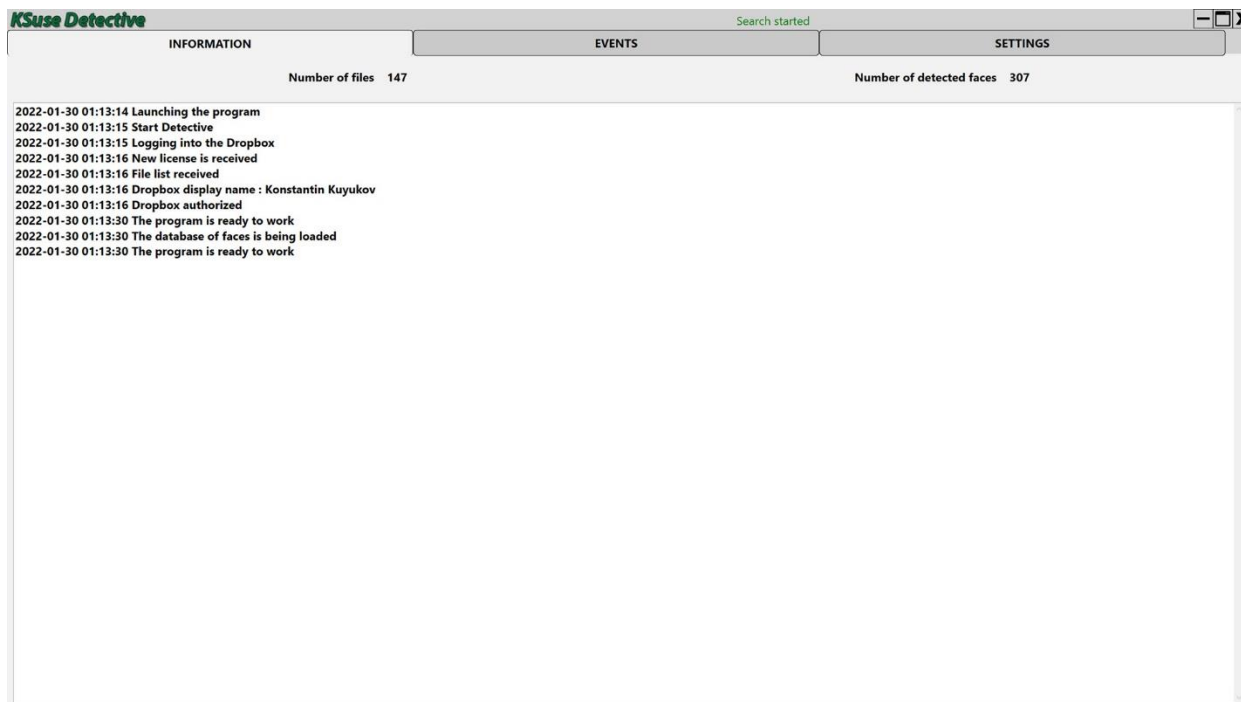 KSuse Detective
Search started
INFORMATION EVENTS SETTINGS
Number of files 147 Number of detected faces 307
2022-01-30 01:13:14 Launching the program
2022-01-30 01:13:15 Start Detective
2022-01-30 01:13:15 Logging into the Dropbox
2022-01-30 01:13:16 New license is received
2022-01-30 01:13:16 File list received
2022-01-30 01:13:16 Dropbox display name : Konstantin Kuyukov
2022-01-30 01:13:16 Dropbox authorized
2022-01-30 01:13:30 The program is ready to work
2022-01-30 01:13:30 The database of faces is being loaded
2022-01-30 01:13:30 The program is ready to work